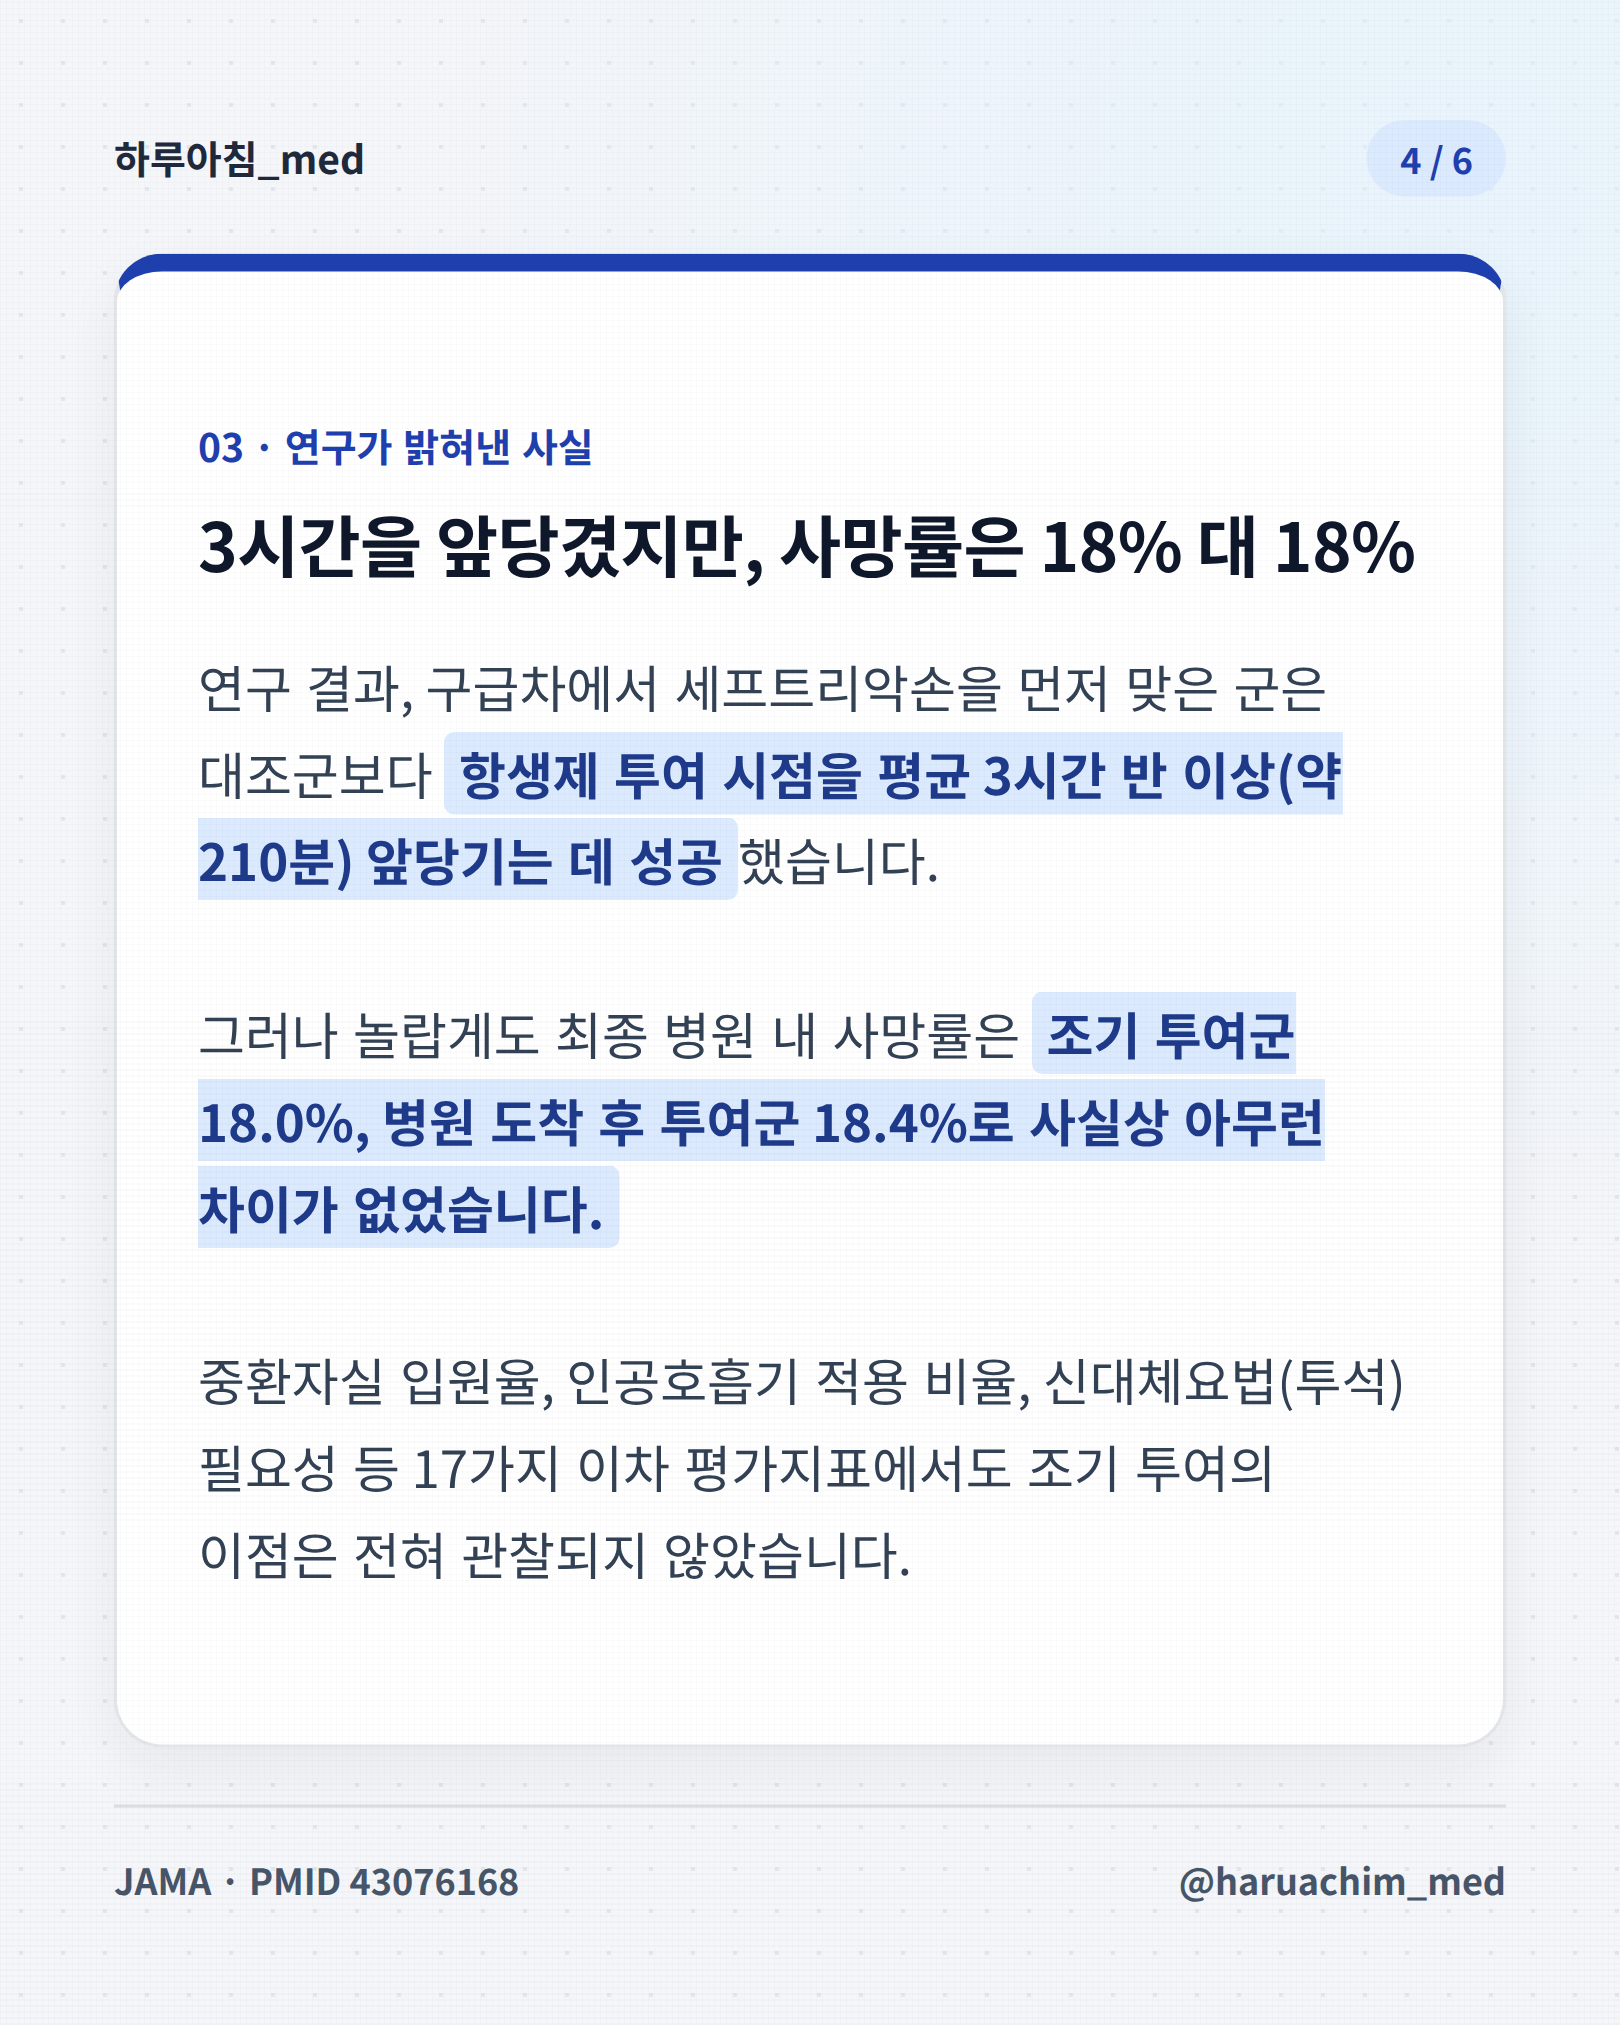 하루아침_med
4 / 6
03 · 연구가 밝혀낸 사실
3시간을 앞당겼지만, 사망률은 18% 대 18%
연구 결과, 구급차에서 세프트리악손을 먼저 맞은 군은
대조군보다 항생제 투여 시점을 평균 3시간 반 이상(약
210분) 앞당기는 데 성공 했습니다.
그러나 놀랍게도 최종 병원 내 사망률은 조기 투여군
18.0%, 병원 도착 후 투여군 18.4%로 사실상 아무런
차이가 없었습니다.
중환자실 입원율, 인공호흡기 적용 비율, 신대체요법(투석)
필요성 등 17가지 이차 평가지표에서도 조기 투여의
이점은 전혀 관찰되지 않았습니다.
JAMA · PMID 43076168
@haruachim_med